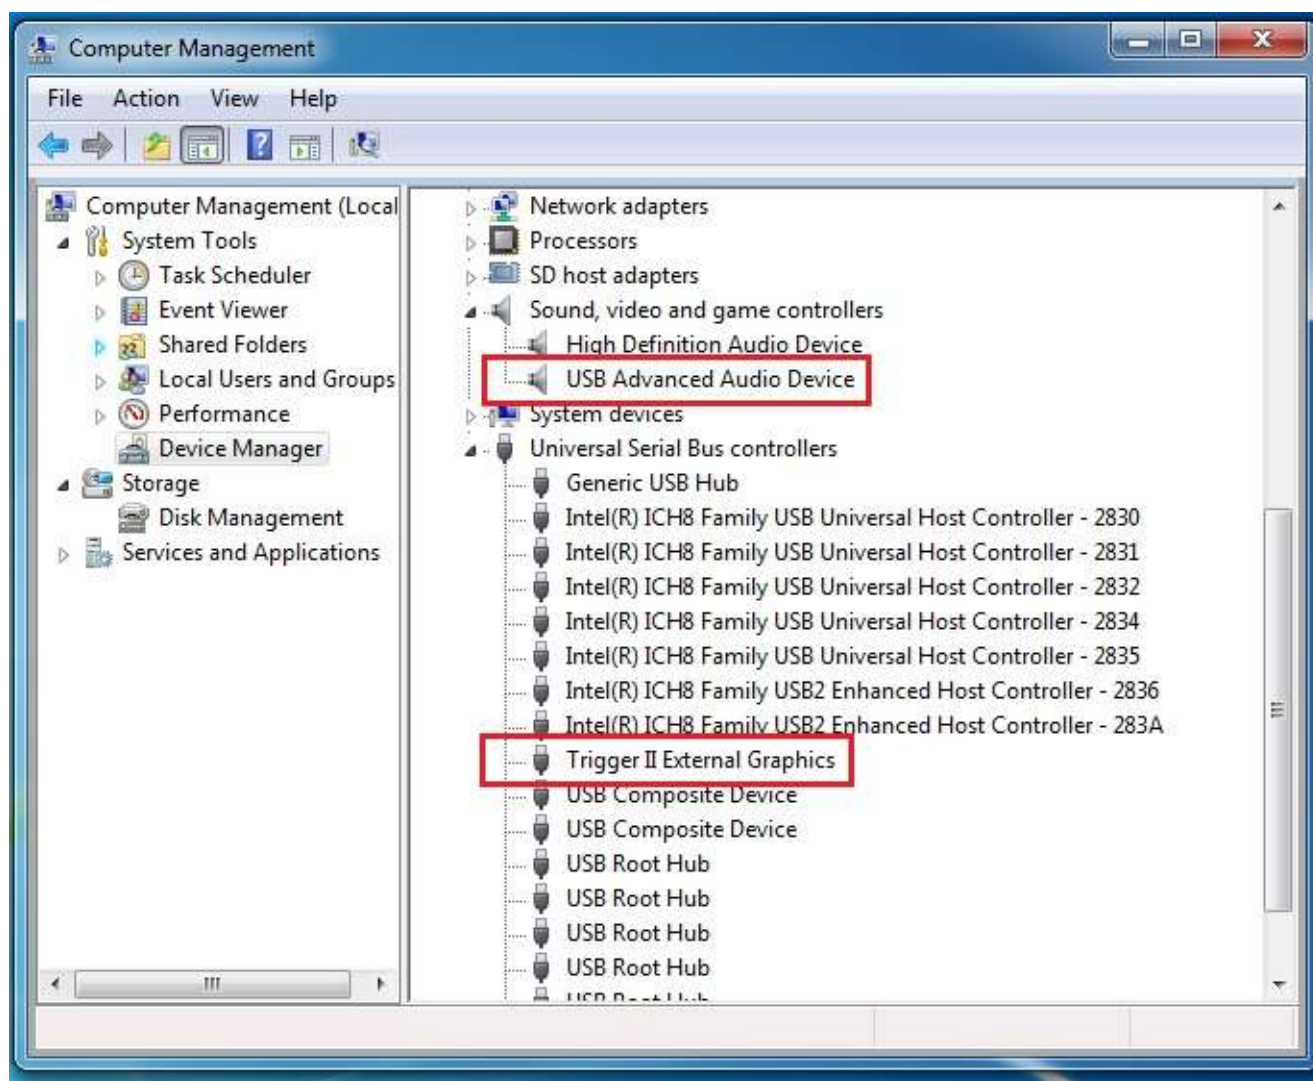 Computer Management
File Action View Help
Computer Management (Local
System Tools
Task Scheduler
Event Viewer
Shared Folders
Local Users and Groups
Performance
Device Manager
Storage
Disk Management
Services and Applications
Network adapters
Processors
SD host adapters
Sound, video and game controllers
High Definition Audio Device
USB Advanced Audio Device
System devices
Universal Serial Bus controllers
Generic USB Hub
Intel(R) ICH8 Family USB Universal Host Controller - 2830
Intel(R) ICH8 Family USB Universal Host Controller - 2831
Intel(R) ICH8 Family USB Universal Host Controller - 2832
Intel(R) ICH8 Family USB Universal Host Controller - 2834
Intel(R) ICH8 Family USB Universal Host Controller - 2835
Intel(R) ICH8 Family USB2 Enhanced Host Controller - 2836
Intel(R) ICH8 Family USB2 Enhanced Host Controller - 283A
Trigger II External Graphics
USB Composite Device
USB Composite Device
USB Root Hub
USB Root Hub
USB Root Hub
USB Root Hub
USB Root Hub